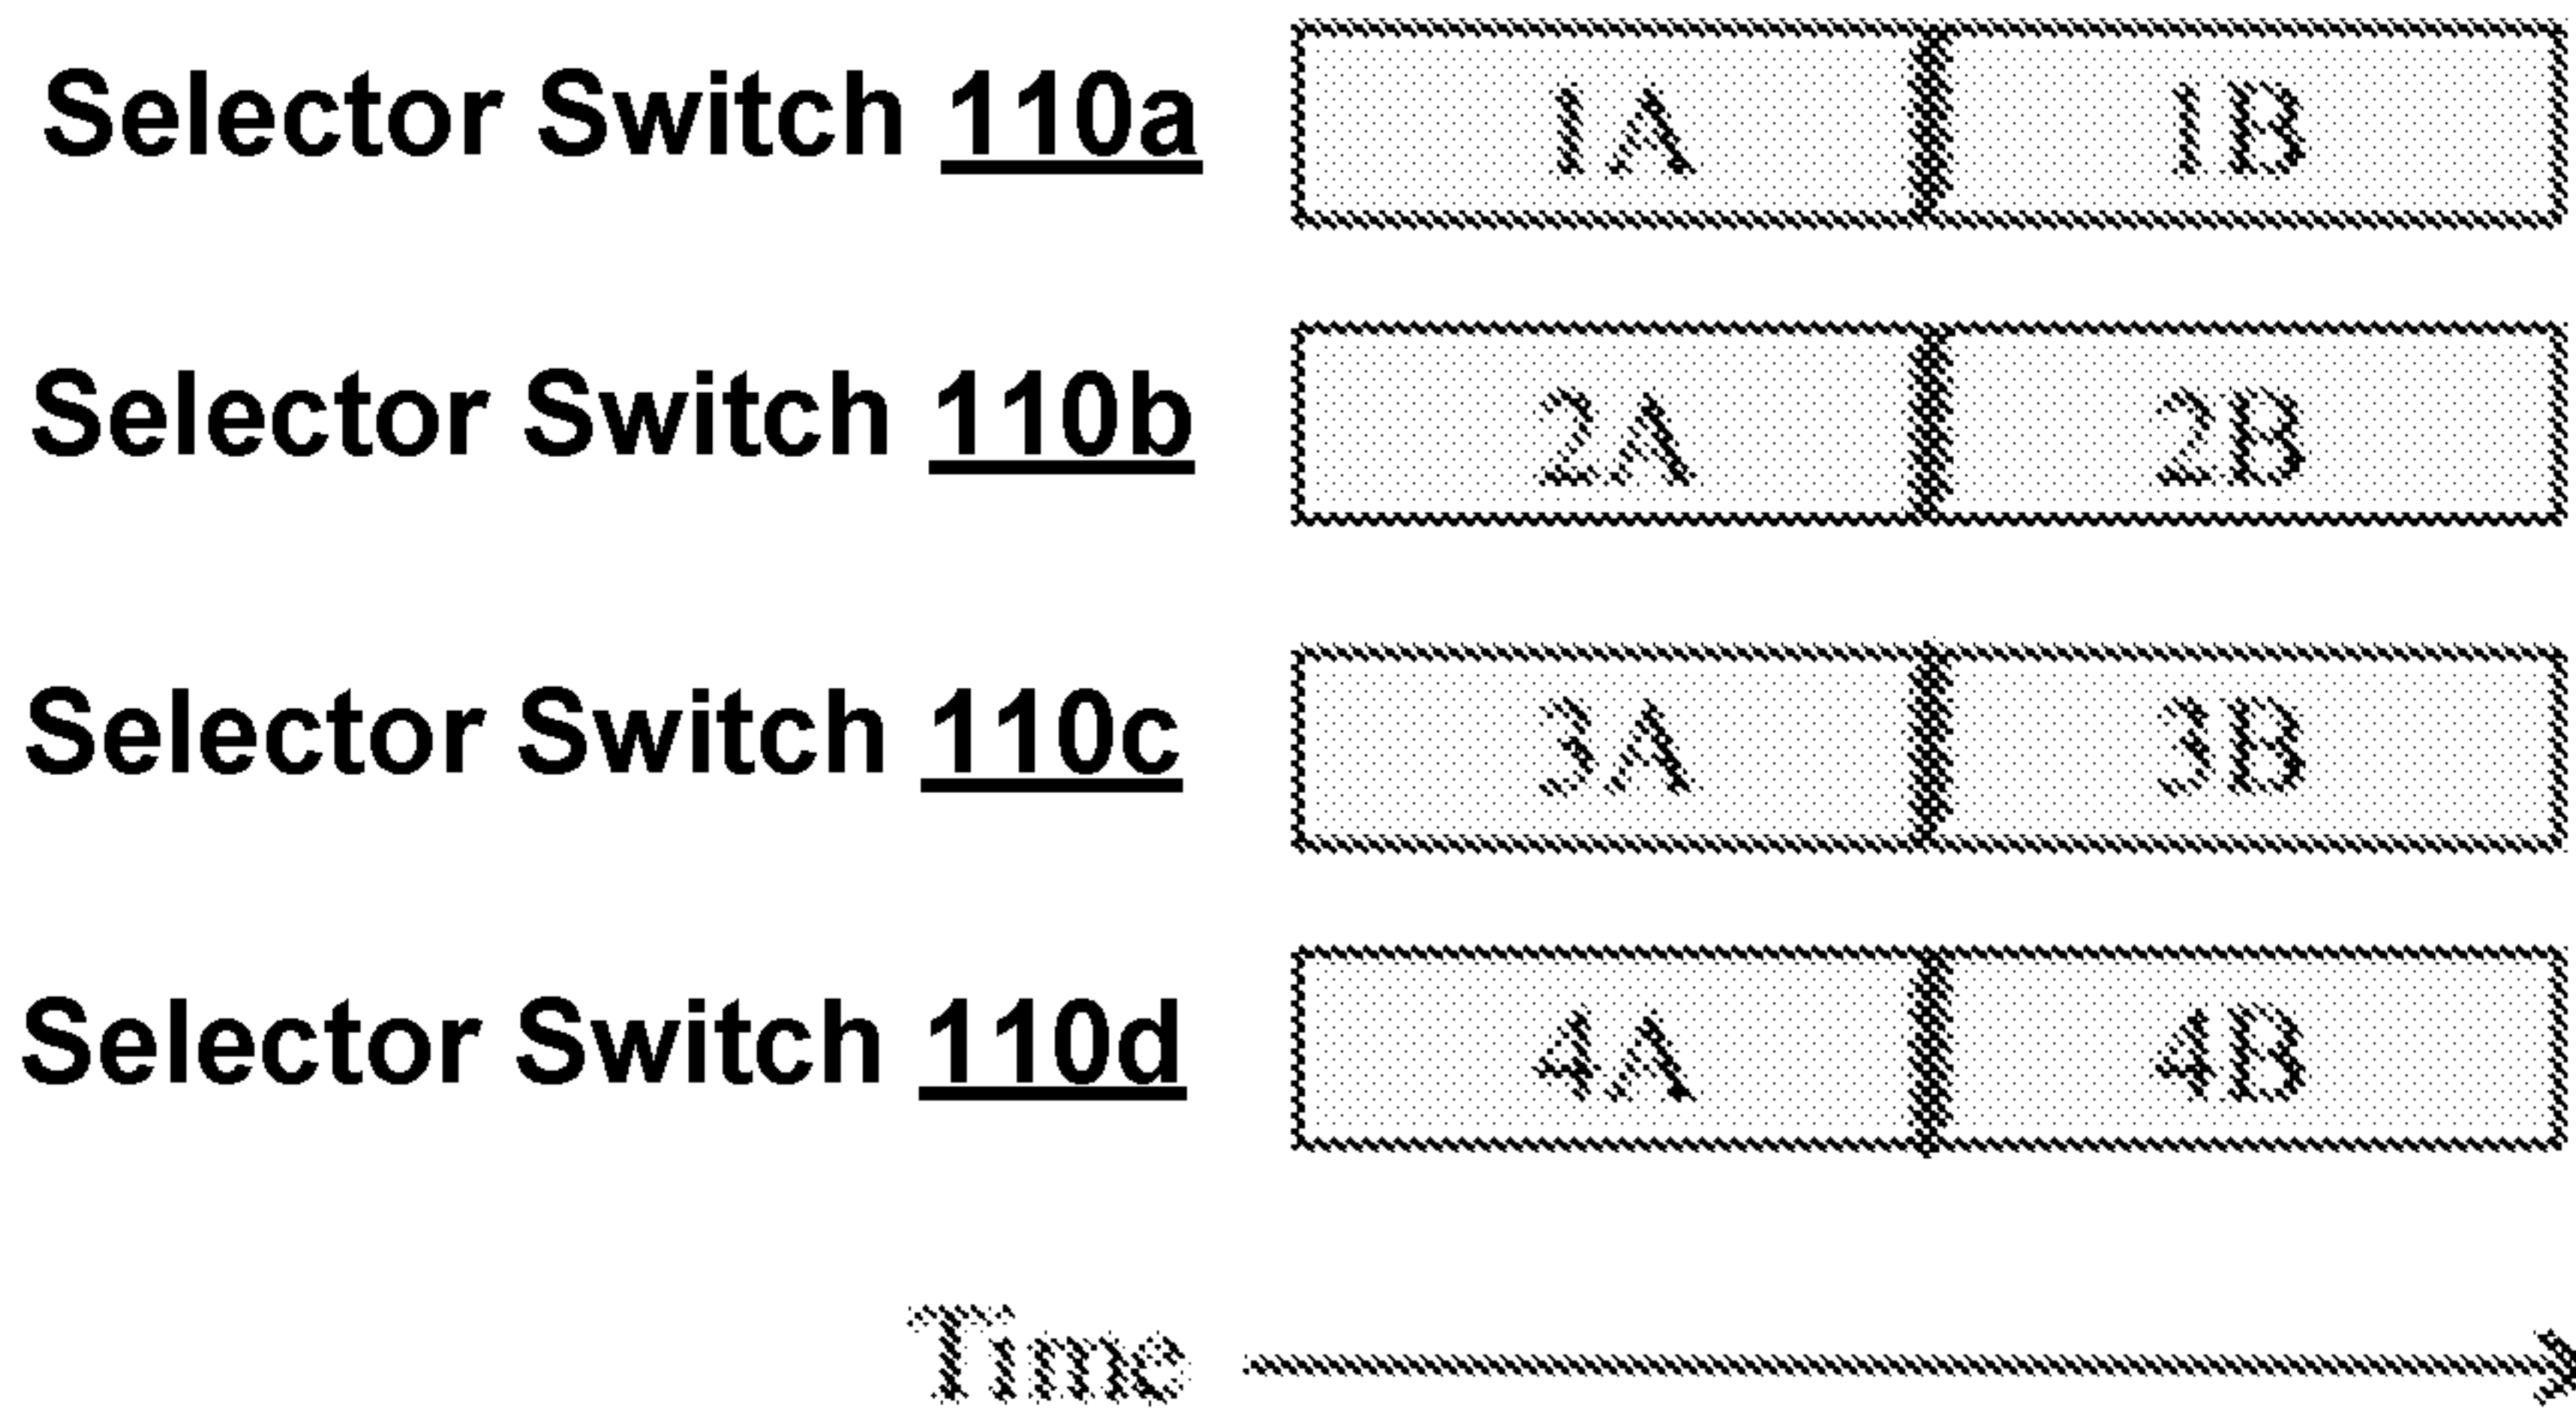 Selector Switch 110a 1A 1B
Selector Switch 110b 2A 2B
Selector Switch 110c 3A 3B
Selector Switch 110d 4A 4B
Time